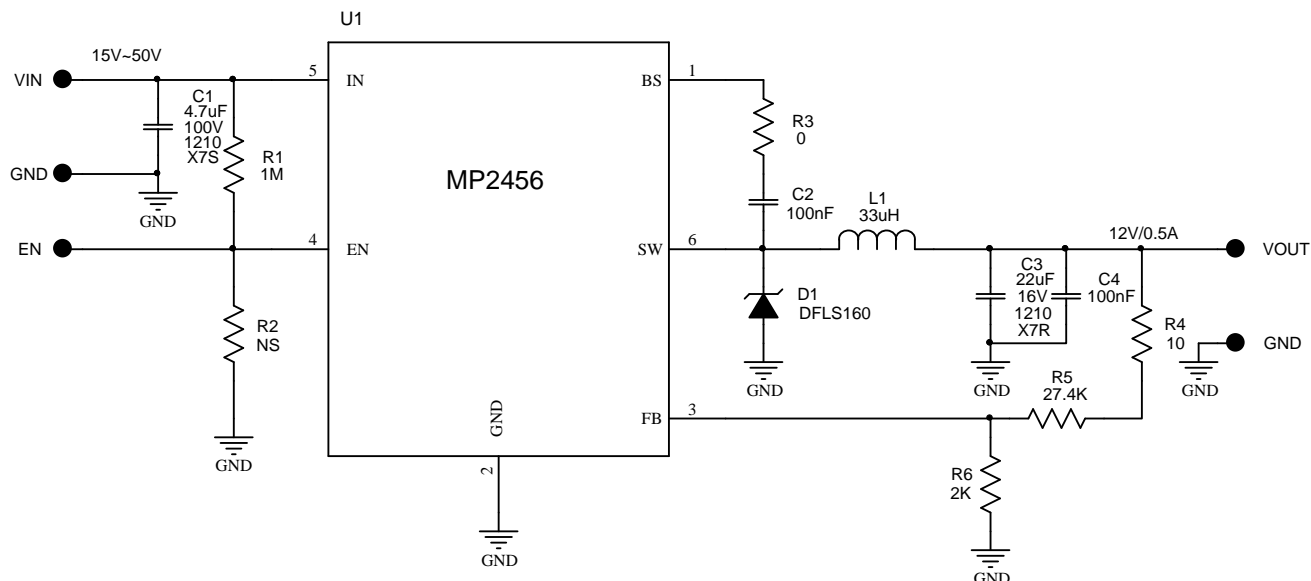 U1
15V~50V
VIN
5
IN
BS
1
C1
4.7uF
100V
1210
X7S
R1
1M
R3
0
GND
GND
MP2456
C2
100nF
L1
33uH
EN
4
EN
SW
6
12V/0.5A
VOUT
D1
DFLS160
C3
22uF
16V
1210
X7R
C4
100nF
R2
NS
R4
10
GND
GND
GND
GND
R5
27.4K
FB
3
GND
GND
2
R6
2K
GND
GND